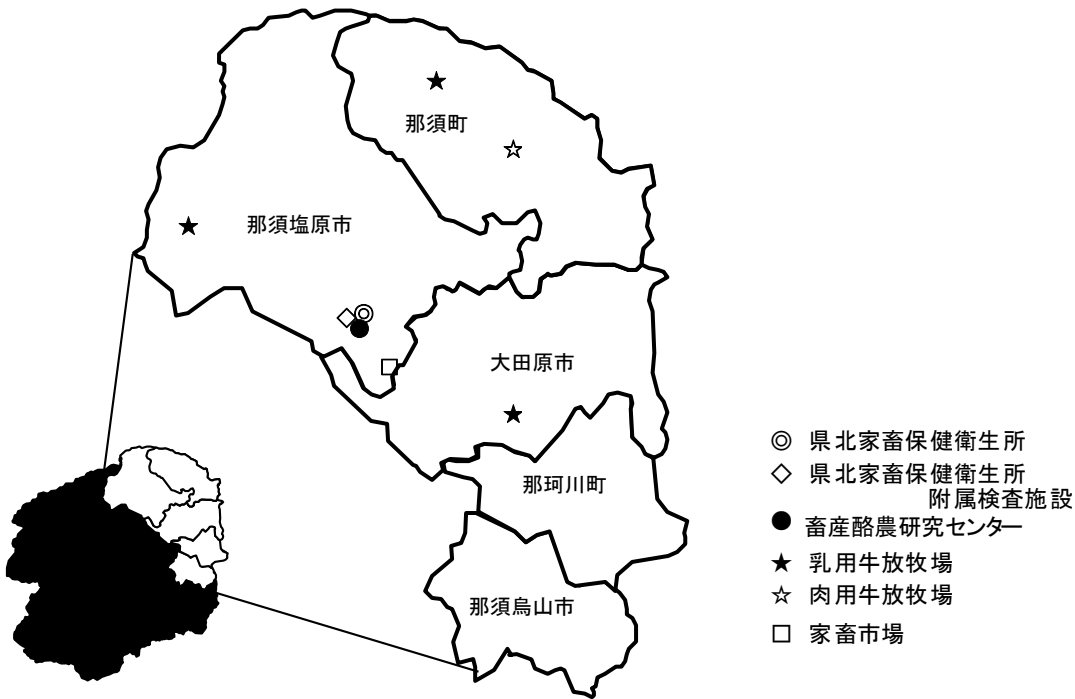 那須町
那須塩原市
大田原市
那珂川町
那須烏山市
◎ 県北家畜保健衛生所
◇ 県北家畜保健衛生所
附属検査施設
● 畜産酪農研究センター
★ 乳用牛放牧場
☆ 肉用牛放牧場
□ 家畜市場